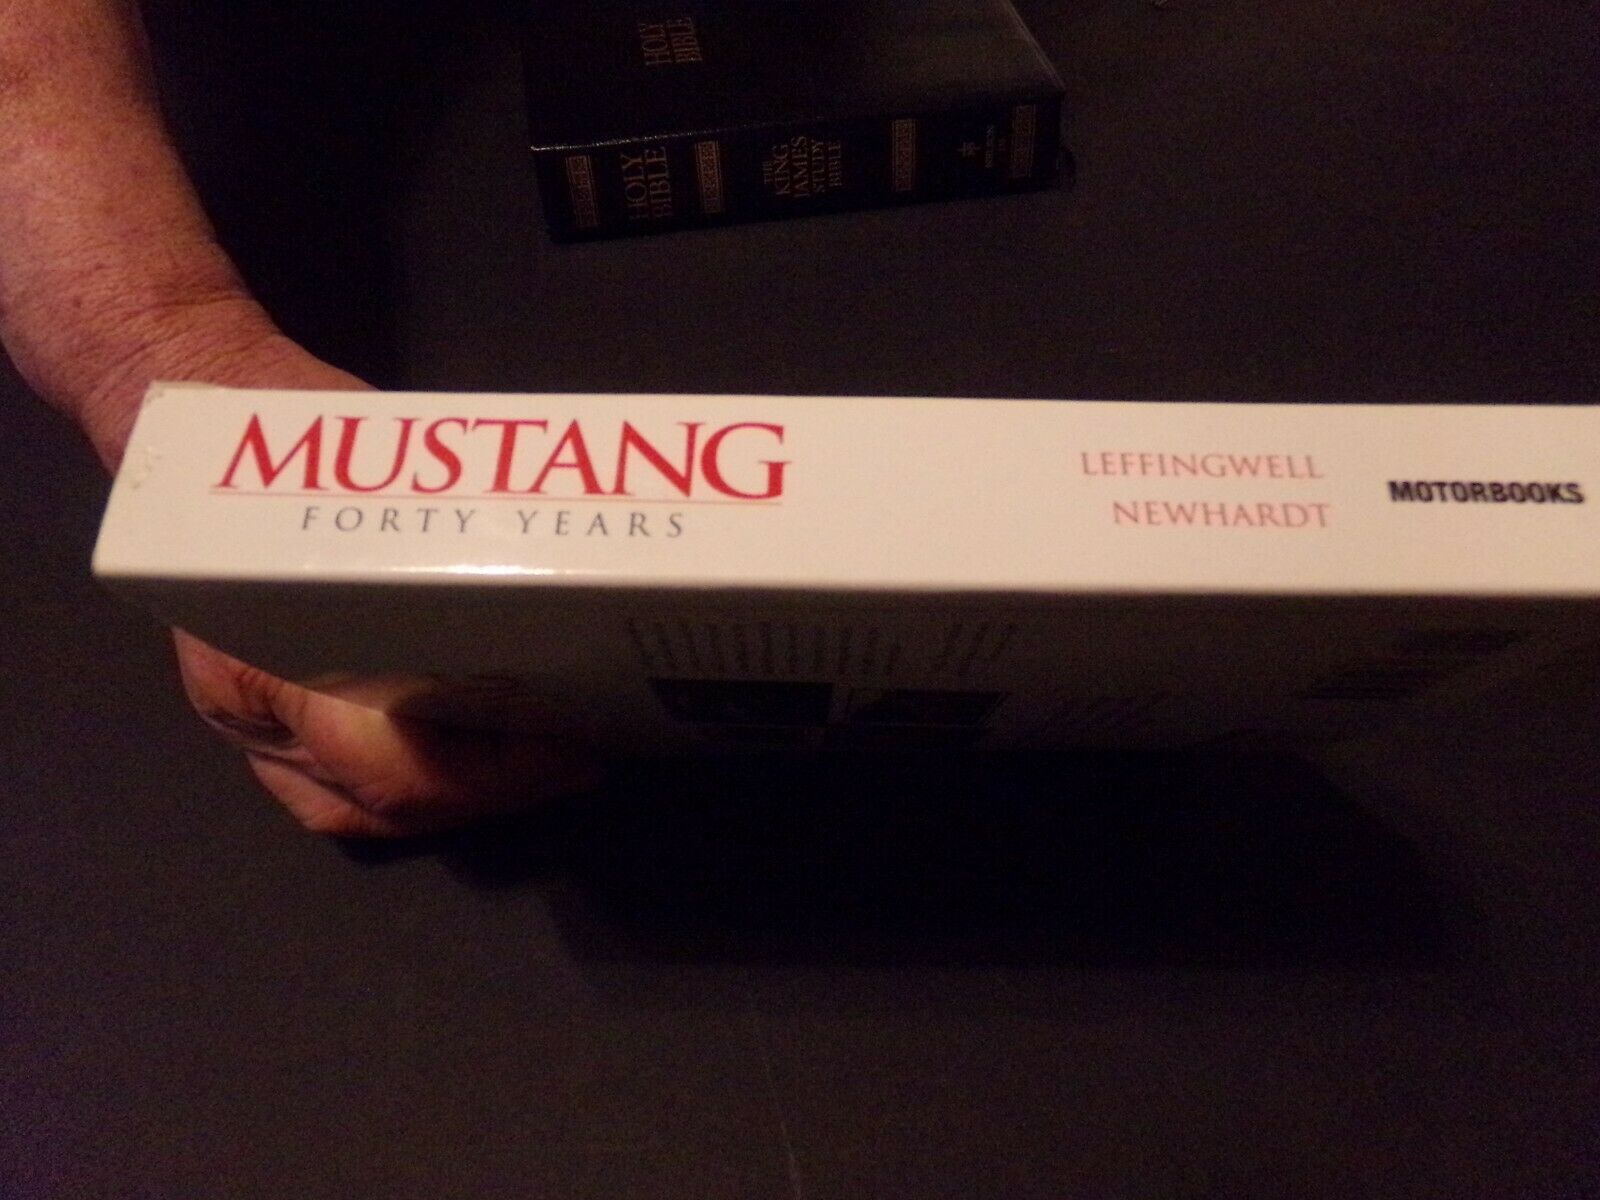 HOLY
BIBLE
HOLY
BIBLE
THE
KING
JAMES
STUDY
BIBLE
MUSTANG
FORTY YEARS
LEFFINGWELL
NEWHARDT
MOTORBOOKS